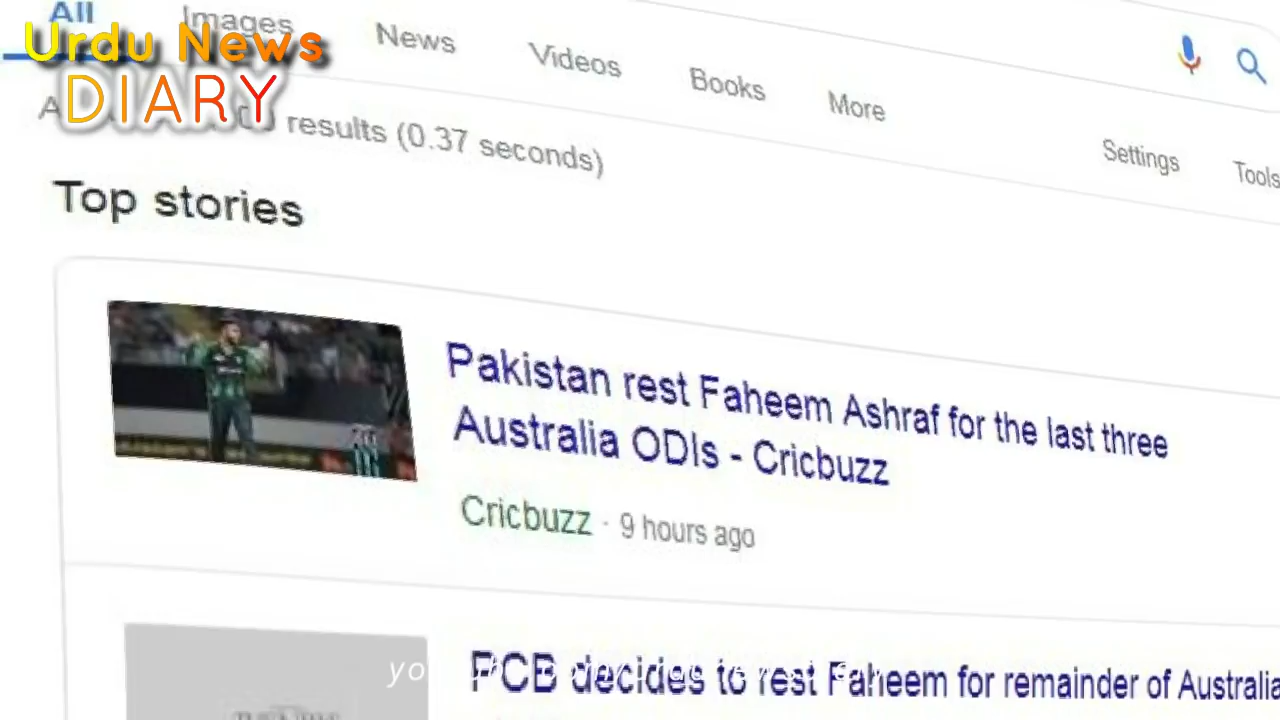 All
Images
News
Videos
Books
More
Urdu News
DIARY
results (0.37 seconds)
Settings
Tools
Top stories
Pakistan rest Faheem Ashraf for the last three
Australia ODIs - Cricbuzz
Cricbuzz · 9 hours ago
PCB decides to rest Faheem for remainder of Australia